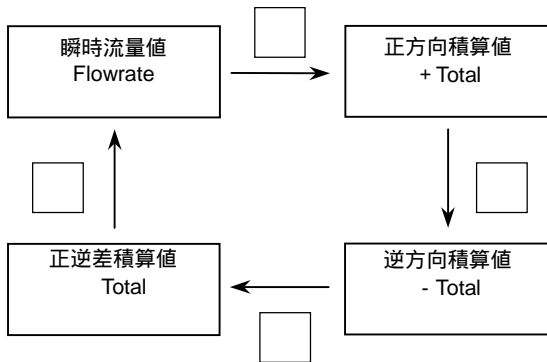 瞬時流量値
Flowrate
正方向積算値
+ Total
正逆差積算値
Total
逆方向積算値
- Total